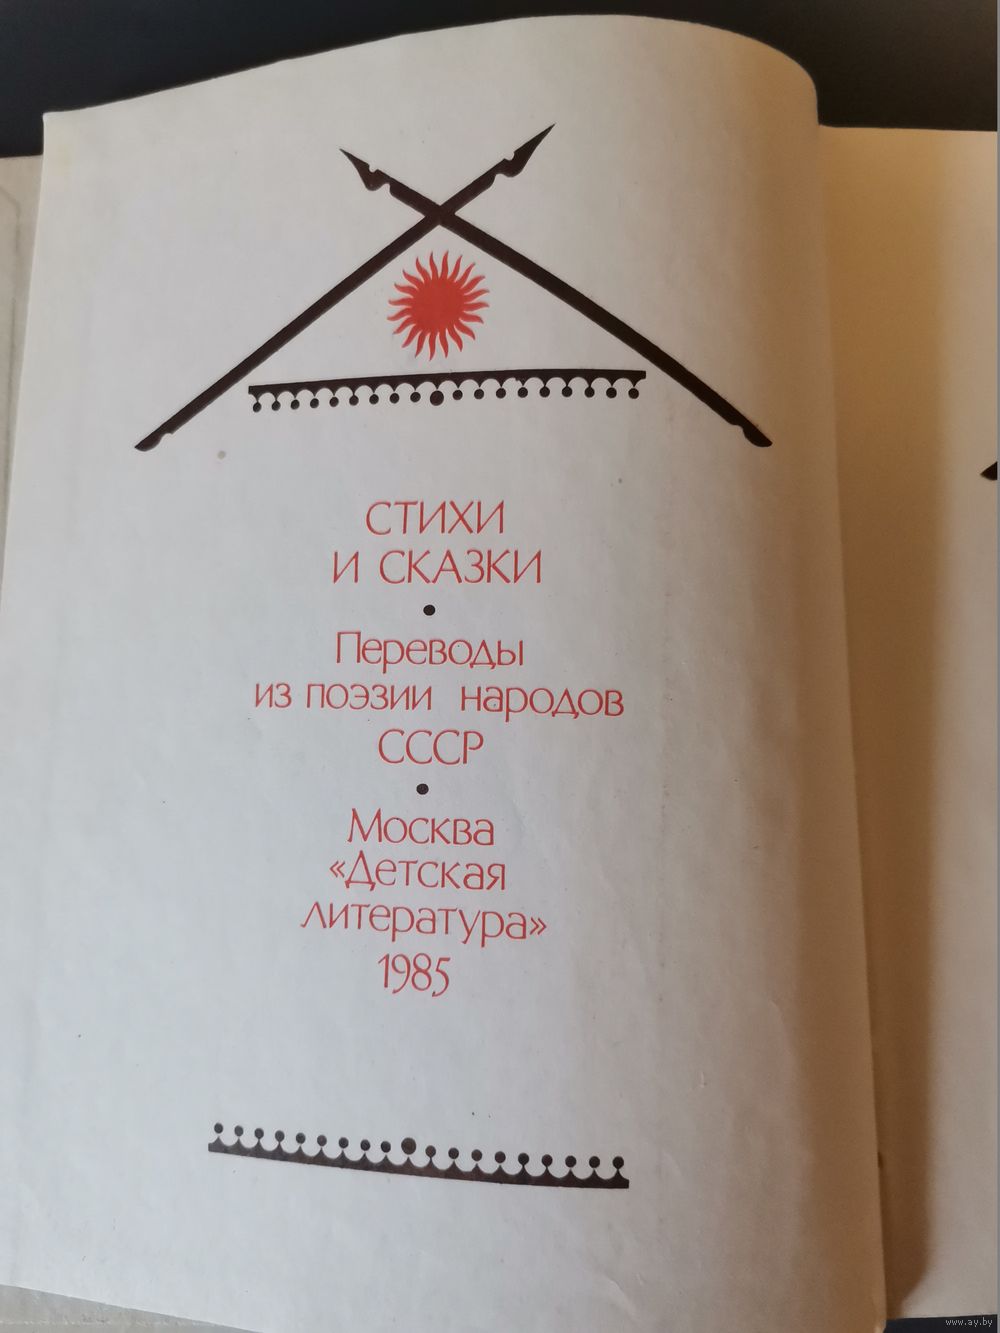 СТИХИ
И СКАЗКИ
•
Переводы
из поэзии народов
СССР
•
Москва
«Детская
литература»
1985
www.ay.by